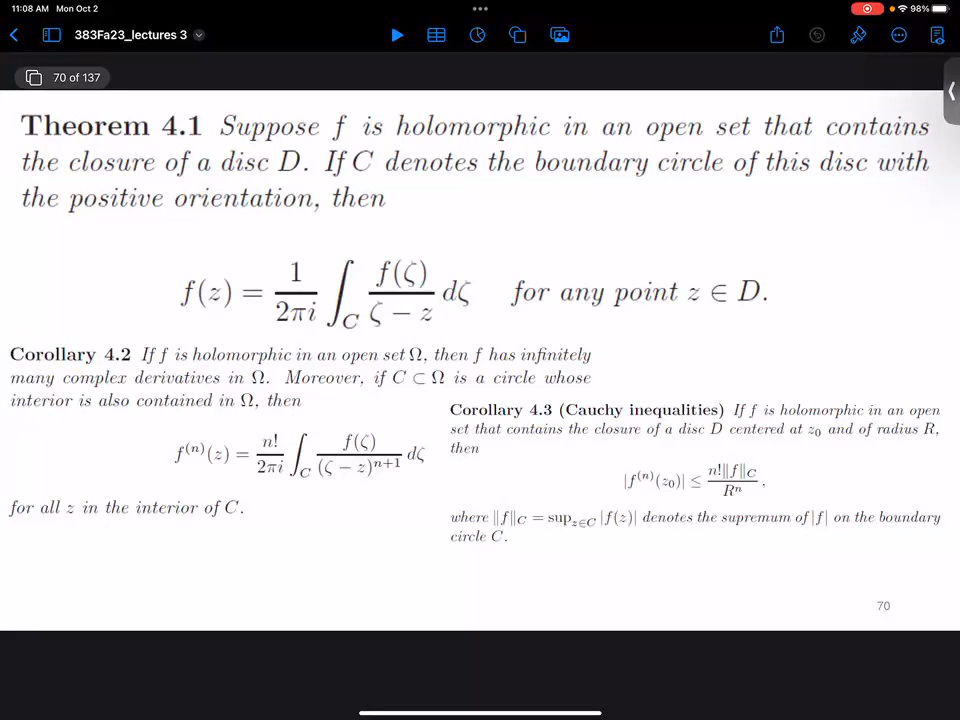 11:08 AM Mon Oct 2
98%
383Fa23_lectures 3
70 of 137
Theorem 4.1 Suppose f is holomorphic in an open set that contains
the closure of a disc D. If C denotes the boundary circle of this disc with
the positive orientation, then
f(z) = \frac{1}{2πi} ∫_C \frac{f(ζ)}{ζ − z} dζ for any point z ∈ D.
Corollary 4.2 If f is holomorphic in an open set Ω, then f has infinitely
many complex derivatives in Ω. Moreover, if C ⊂ Ω is a circle whose
interior is also contained in Ω, then
f^{(n)}(z) = \frac{n!}{2πi} ∫_C \frac{f(ζ)}{(ζ − z)^{n+1}} dζ
for all z in the interior of C.
Corollary 4.3 (Cauchy inequalities) If f is holomorphic in an open
set that contains the closure of a disc D centered at z_0 and of radius R,
then
|f^{(n)}(z_0)| ≤ \frac{n!‖f‖_C}{R^n},
where ‖f‖_C = sup_{z∈C} |f(z)| denotes the supremum of |f| on the boundary
circle C.
70